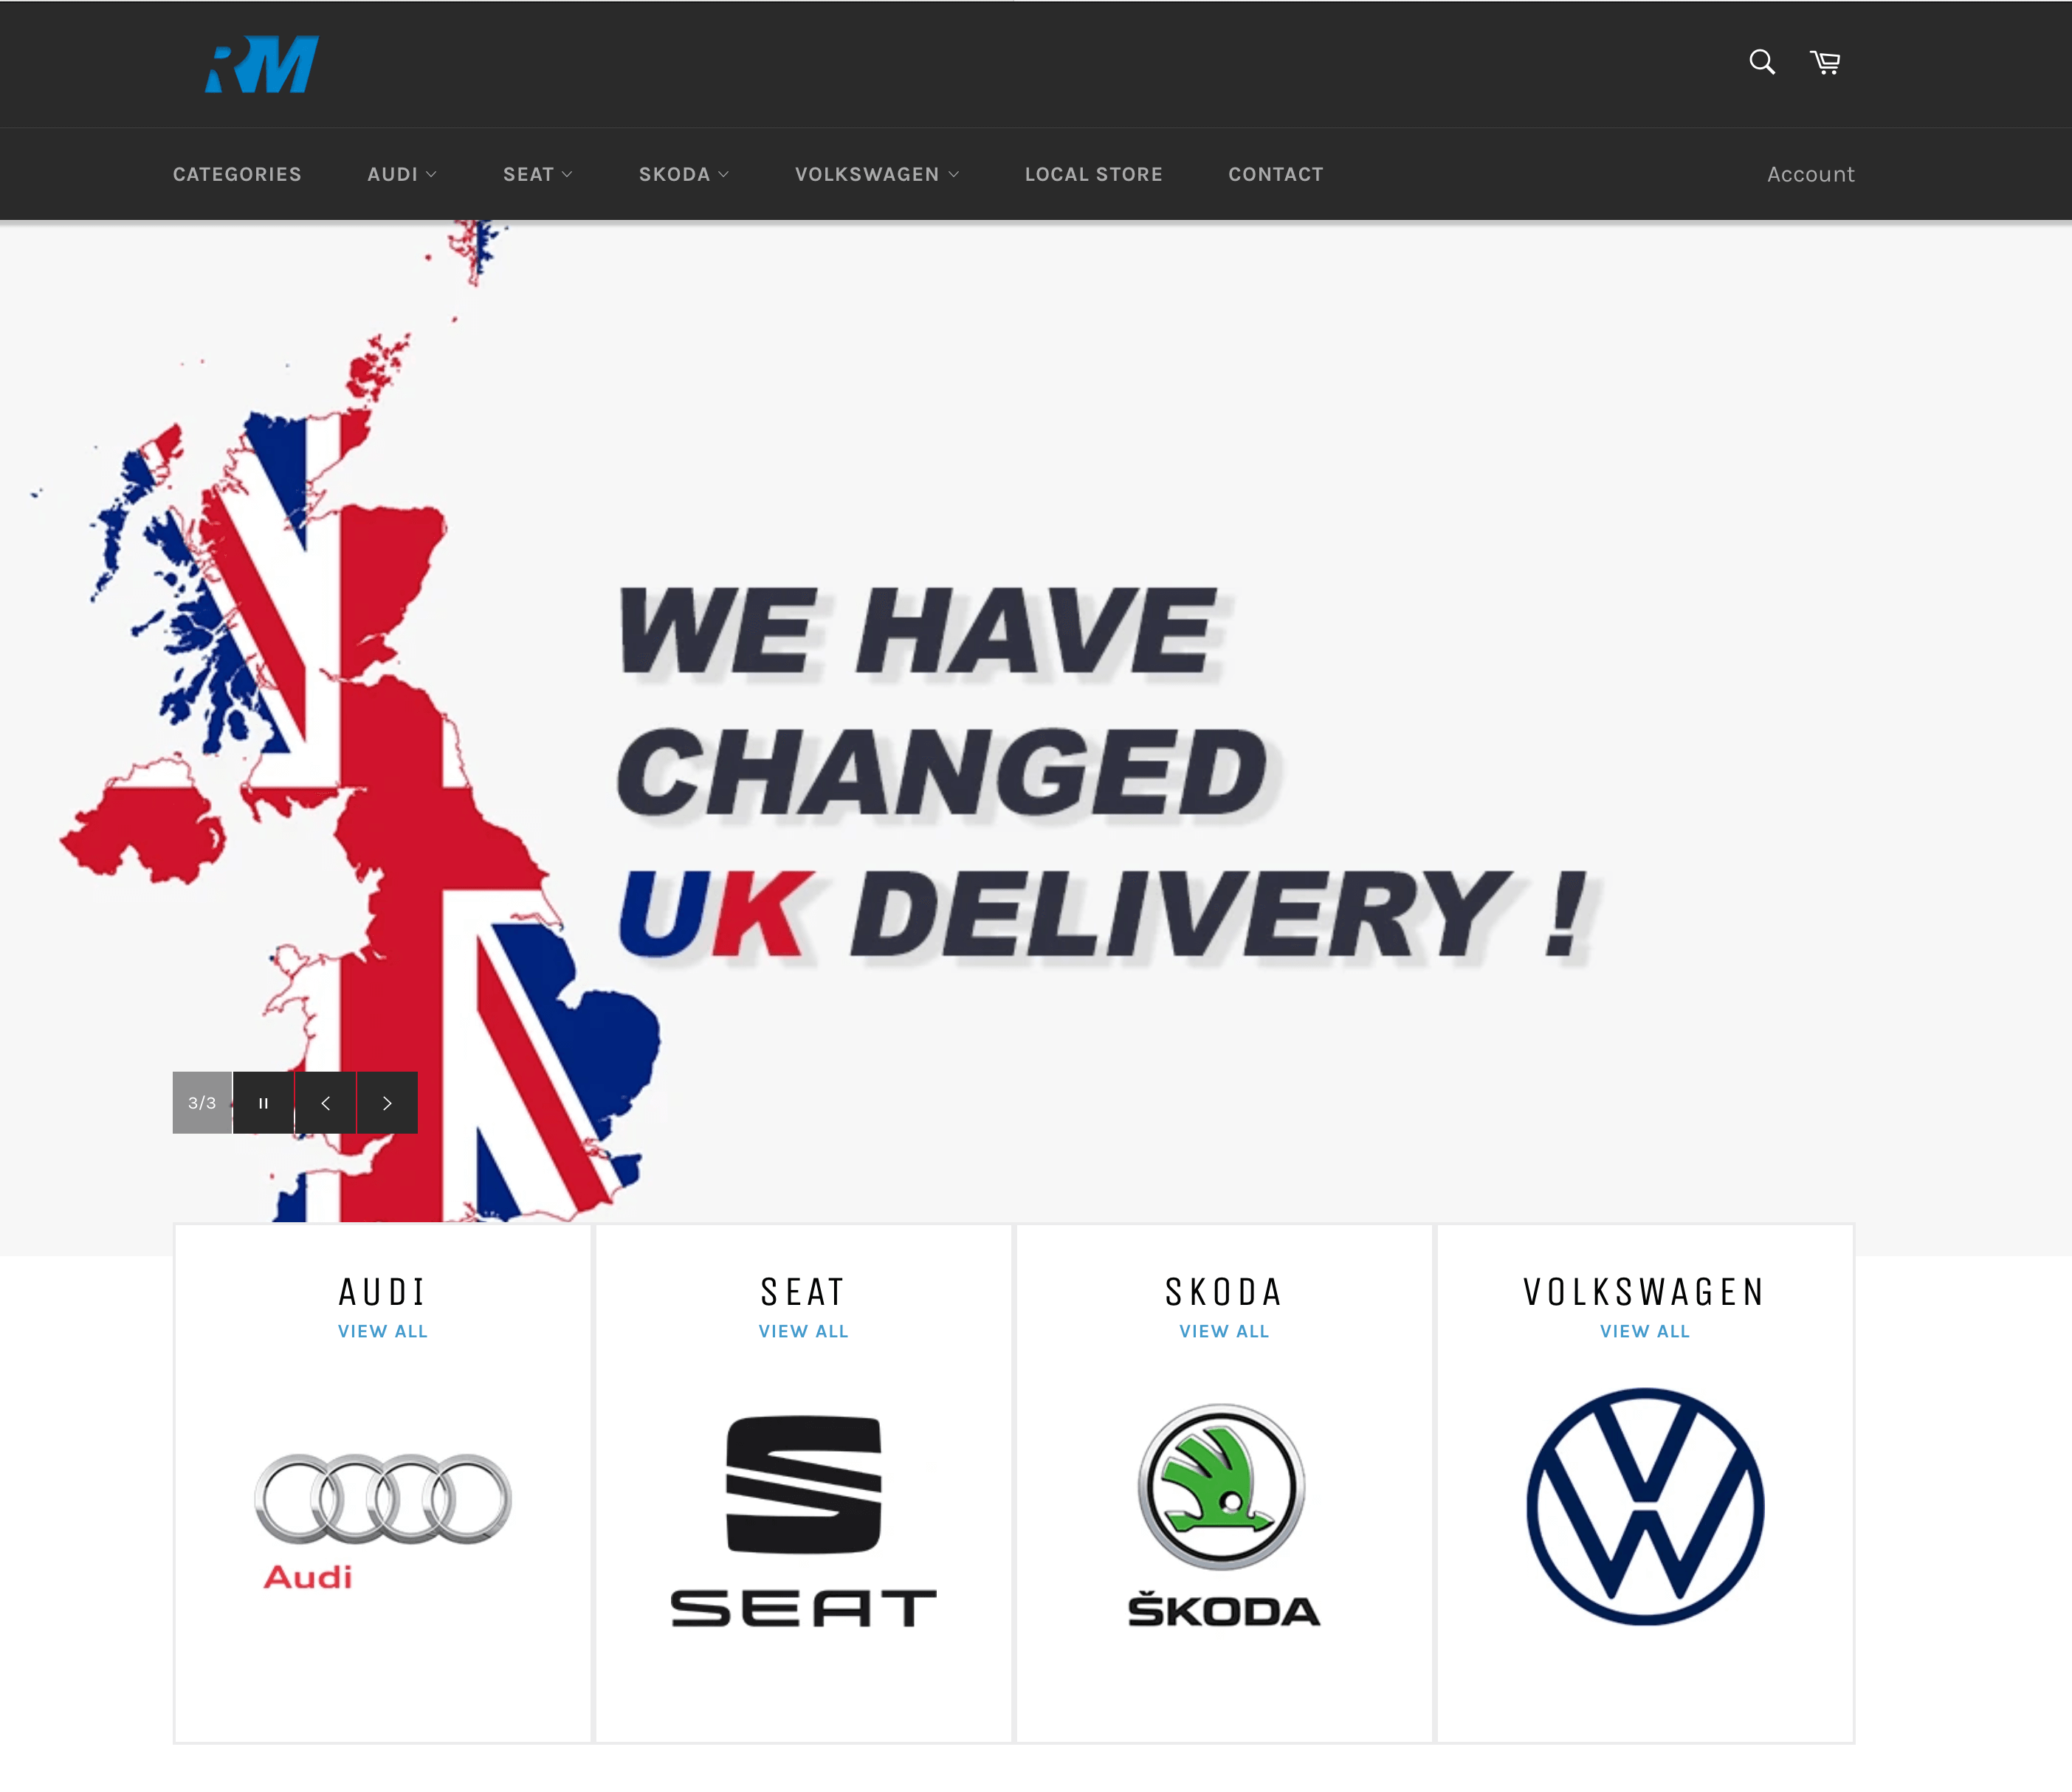 RM
CATEGORIES AUDI SEAT SKODA VOLKSWAGEN LOCAL STORE CONTACT Account
WE HAVE
CHANGED
UK DELIVERY !
3/3
AUDI
VIEW ALL
SEAT
VIEW ALL
SKODA
VIEW ALL
VOLKSWAGEN
VIEW ALL
Audi
SEAT
ŠKODA